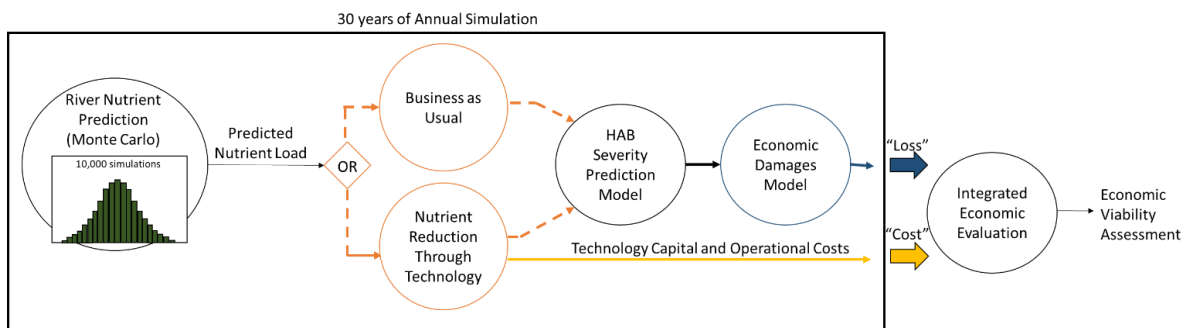 30 years of Annual Simulation
River Nutrient
Prediction
(Monte Carlo)
10,000 simulations
Predicted
Nutrient Load
OR
Business as
Usual
Nutrient
Reduction
Through
Technology
HAB
Severity
Prediction
Model
Economic
Damages
Model
Technology Capital and Operational Costs
“Loss”
“Cost”
Integrated
Economic
Evaluation
Economic
Viability
Assessment